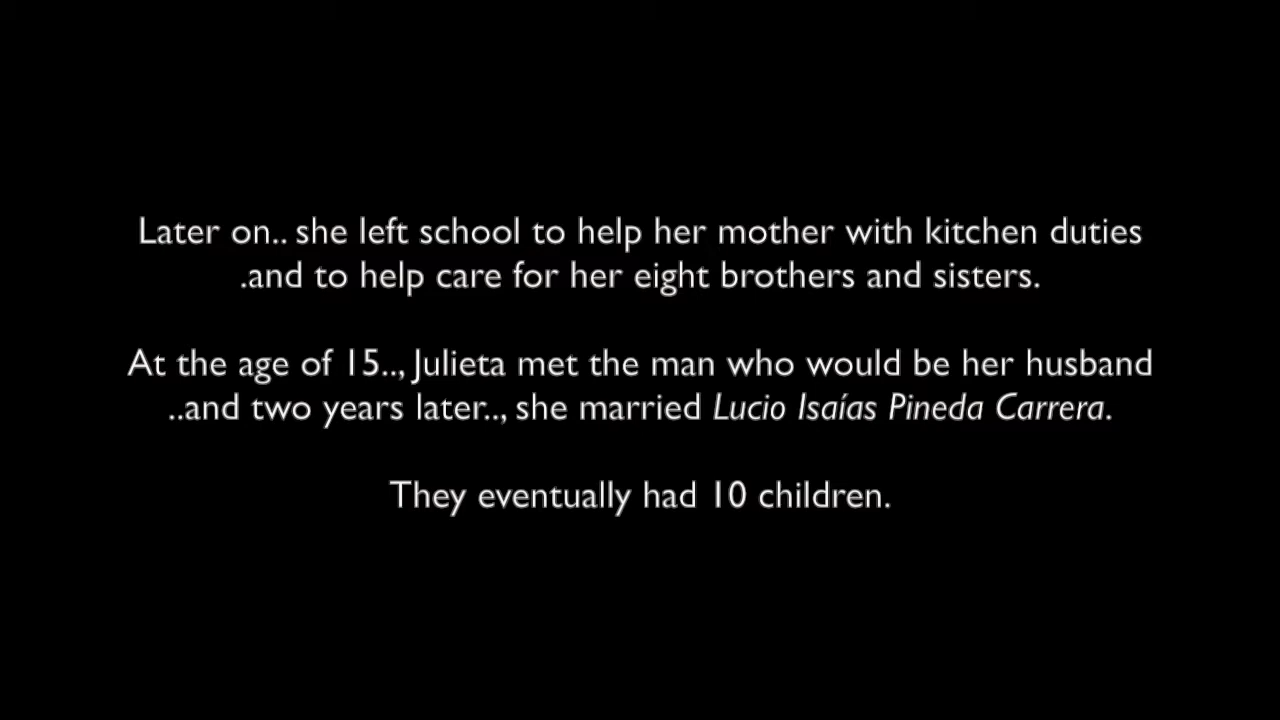 Later on.. she left school to help her mother with kitchen duties
.and to help care for her eight brothers and sisters.
At the age of 15.., Julieta met the man who would be her husband
..and two years later.., she married Lucio Isaías Pineda Carrera.
They eventually had 10 children.